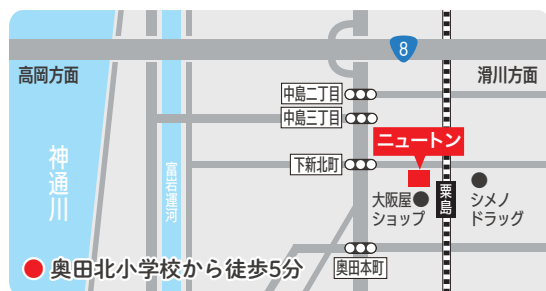 8
高岡方面
滑川方面
中島二丁目
中島三丁目
ニュートン
下新北町
神通川
富岩運河
大阪屋
ショップ
粟島
シメノ
ドラッグ
奥田本町
奥田北小学校から徒歩5分